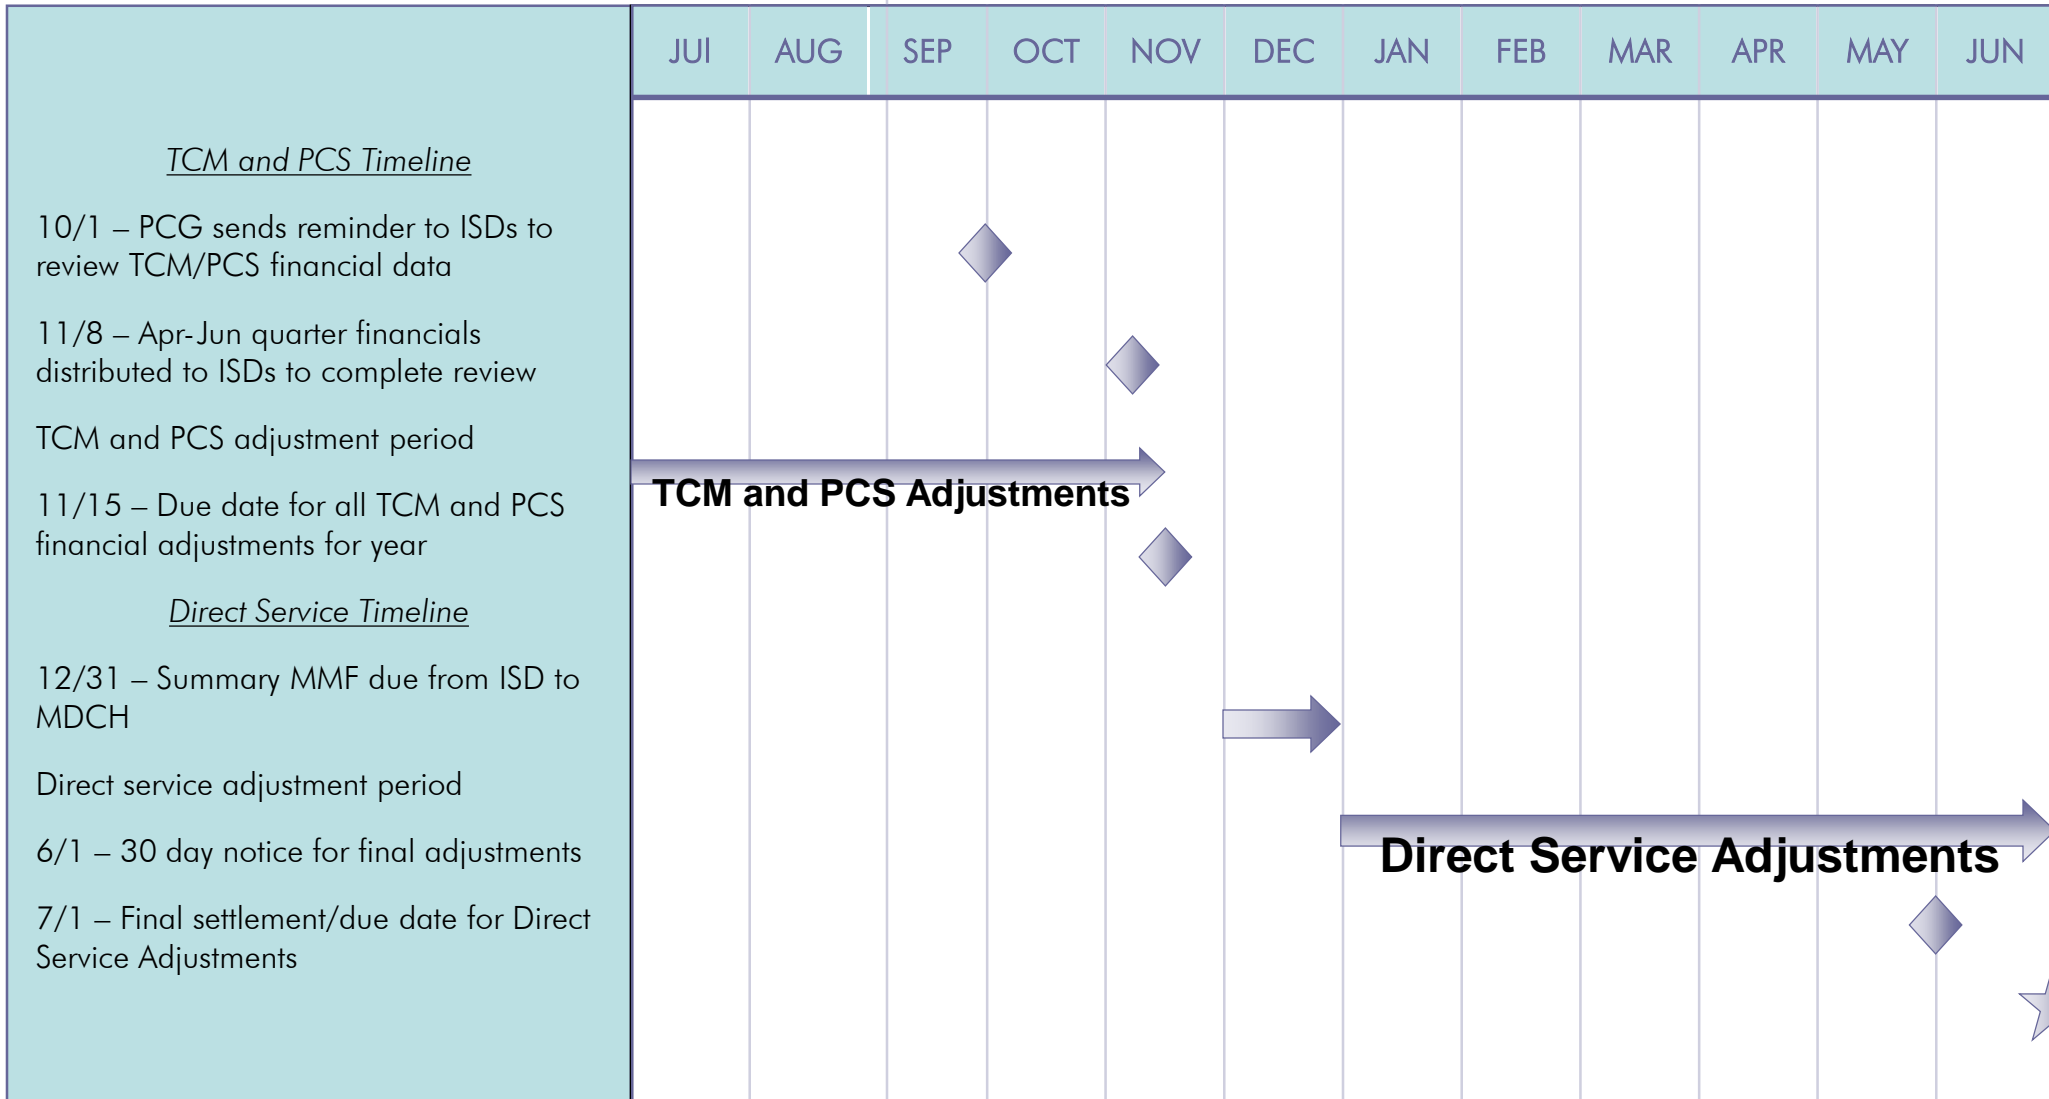 JUl AUG SEP OCT NOV DEC JAN FEB MAR APR MAY JUN
TCM and PCS Timeline
10/1 – PCG sends reminder to ISDs to
review TCM/PCS financial data
11/8 – Apr-Jun quarter financials
distributed to ISDs to complete review
TCM and PCS adjustment period
TCM and PCS Adjustments
11/15 – Due date for all TCM and PCS
financial adjustments for year
Direct Service Timeline
12/31 – Summary MMF due from ISD to
MDCH
Direct service adjustment period
Direct Service Adjustments
6/1 – 30 day notice for final adjustments
7/1 – Final settlement/due date for Direct
Service Adjustments